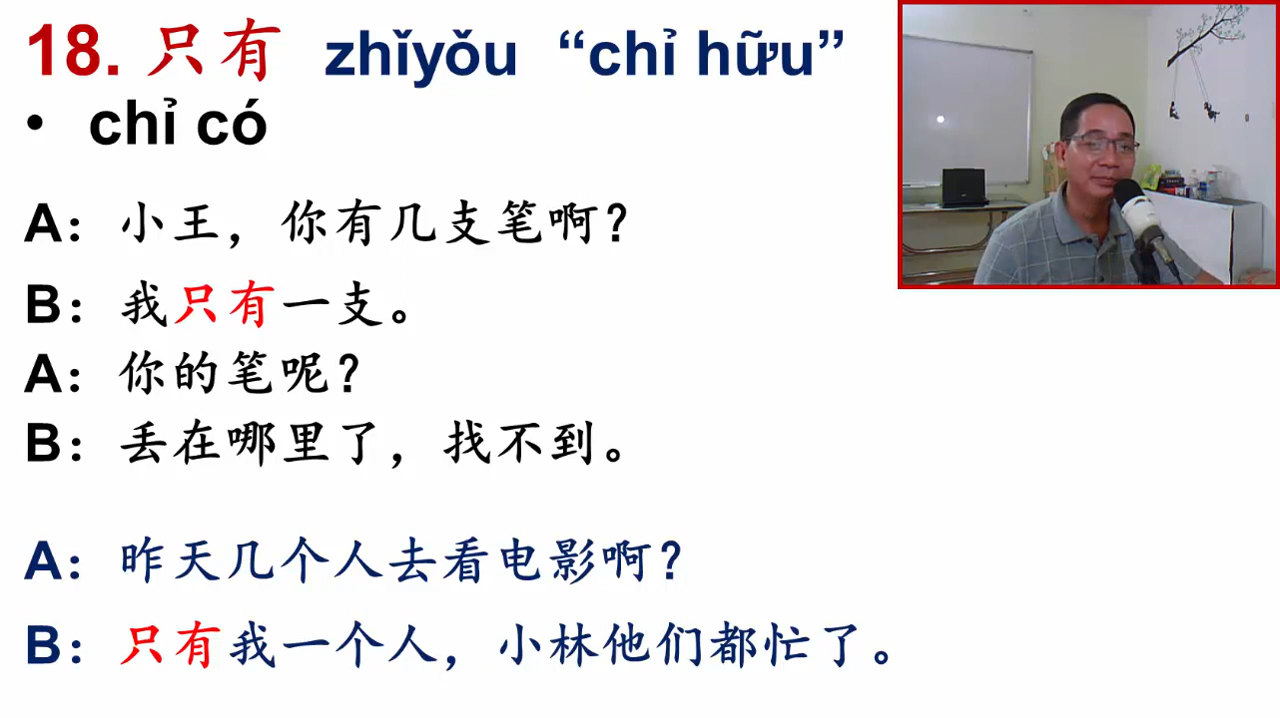 18. 只有 zhǐyǒu “chỉ hữu”
• chỉ có
A：小王，你有几支笔啊？
B：我只有一支。
A：你的笔呢？
B：丢在哪里了，找不到。
A：昨天几个人去看电影啊？
B：只有我一个人，小林他们都忙了。